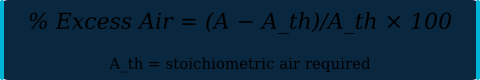 % Excess Air = (A − A_th)/A_th × 100
A_th = stoichiometric air required